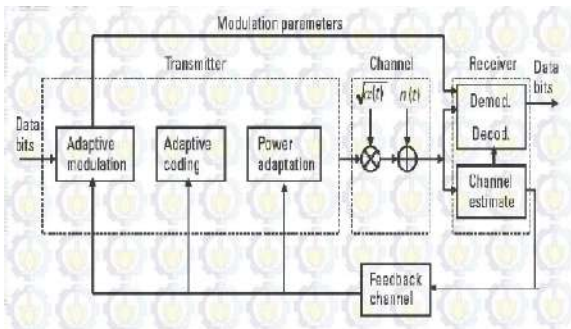 Modulation parameters
Transmitter
Channel
Receiver
Data
bits
Data
bits
Adaptive
modulation
Adaptive
coding
Power
adaptation
√α(t)
n(t)
Demod.
Decod.
Channel
estimate
Feedback
channel